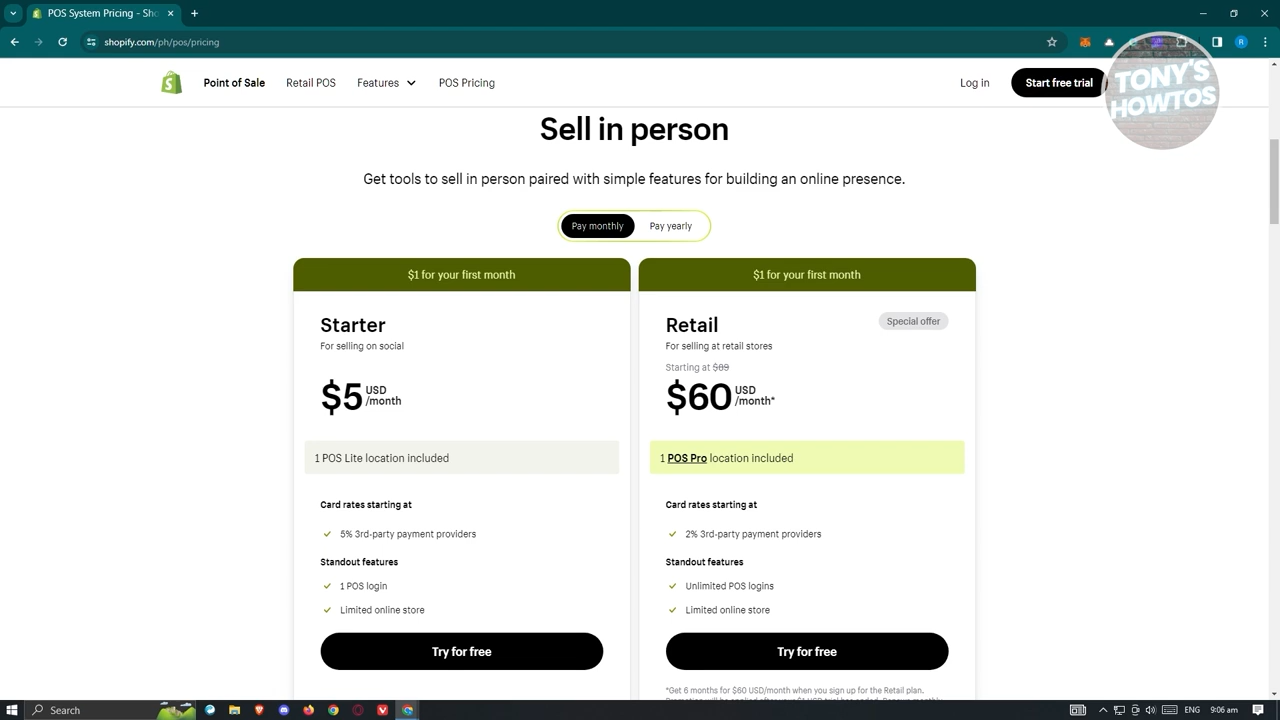 POS Pricing - Shopify Point of S
shopify.com/ph/pos/pricing
R
TONY'S
HOWTOS
Point of Sale
Retail POS
Features
POS Pricing
Log in
Start free trial
Sell in person
Get tools to sell in person paired with simple features for building an online presence.
Pay monthly
Pay yearly
$1 for your first month
Starter
For selling on social
$5 USD
/month
1 POS Lite location included
Card rates starting at
5% 3rd-party payment providers
Standout features
1 POS login
Limited online store
Try for free
$1 for your first month
Retail
Special offer
For selling at retail stores
Starting at $89
$60 USD
/month*
1 POS Pro location included
Card rates starting at
2% 3rd-party payment providers
Standout features
Unlimited POS logins
Limited online store
Try for free
*Get 6 months for $60 USD/month when you sign up for the Retail plan.
Search
ENG
9:06 am